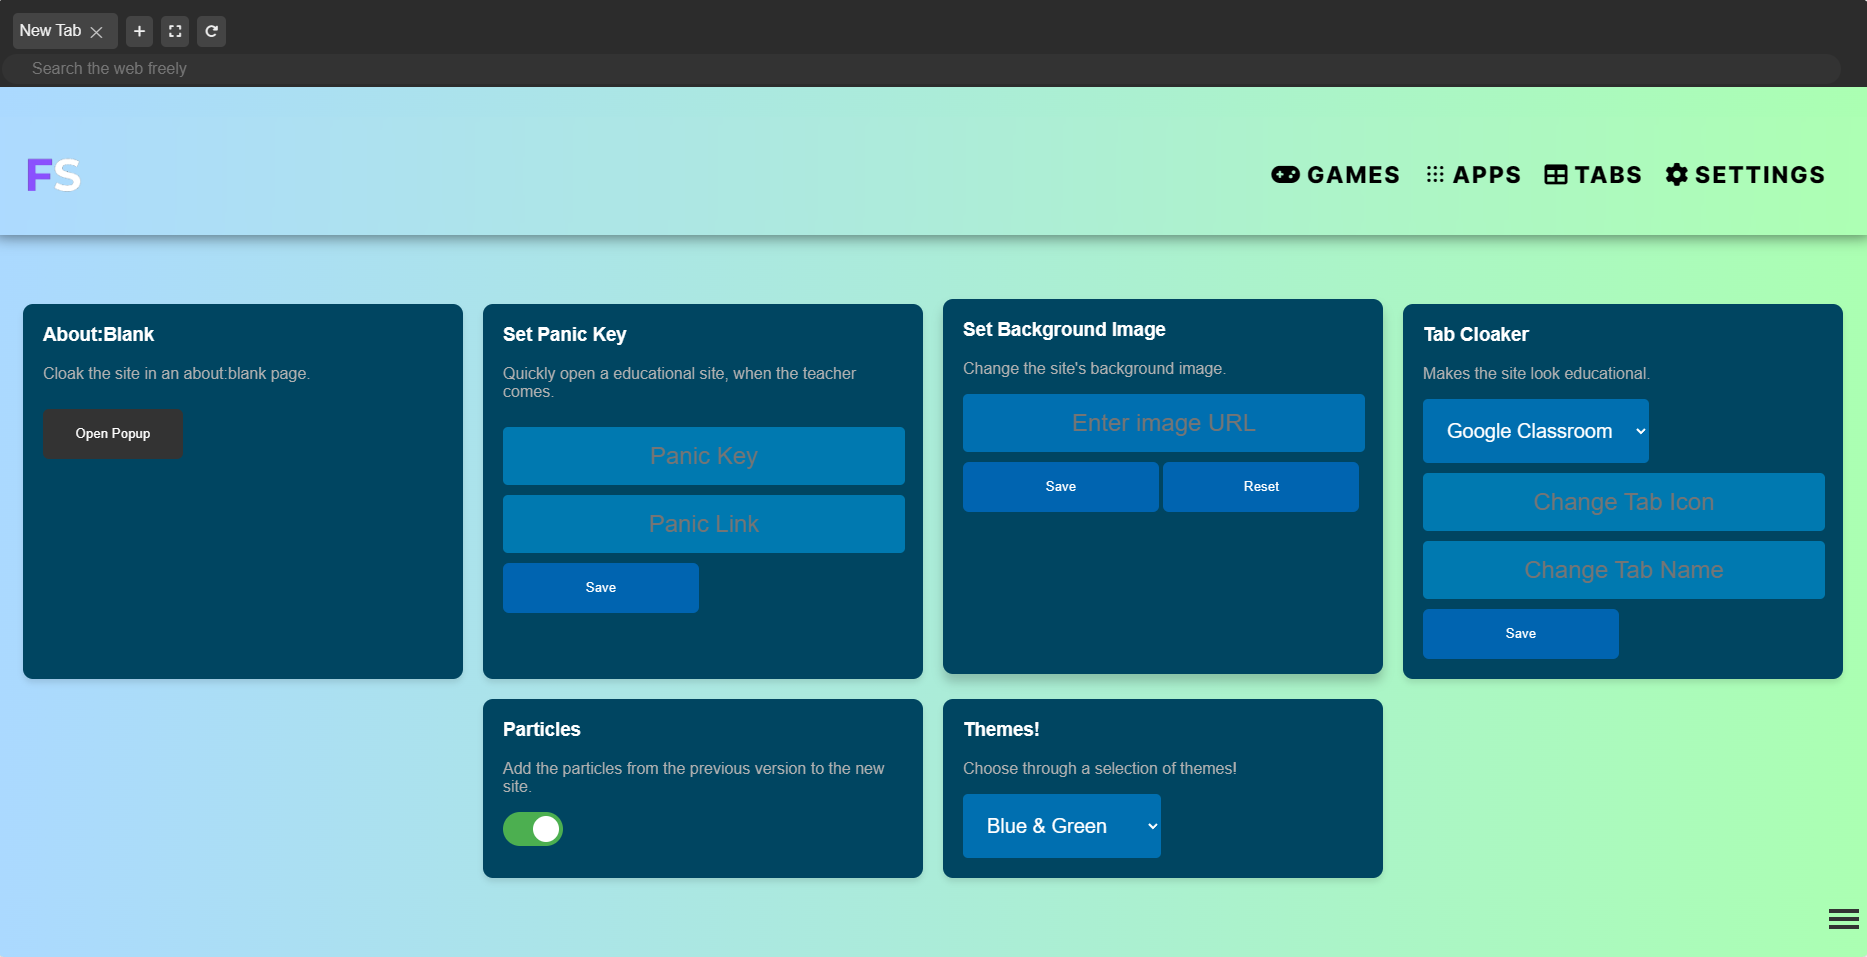 New Tab
Search the web freely
FS
GAMES
APPS
TABS
SETTINGS
About:Blank
Cloak the site in an about:blank page.
Open Popup
Set Panic Key
Quickly open a educational site, when the teacher
comes.
Panic Key
Panic Link
Save
Set Background Image
Change the site's background image.
Enter image URL
Save
Reset
Tab Cloaker
Makes the site look educational.
Google Classroom
Change Tab Icon
Change Tab Name
Save
Particles
Add the particles from the previous version to the new
site.
Themes!
Choose through a selection of themes!
Blue & Green